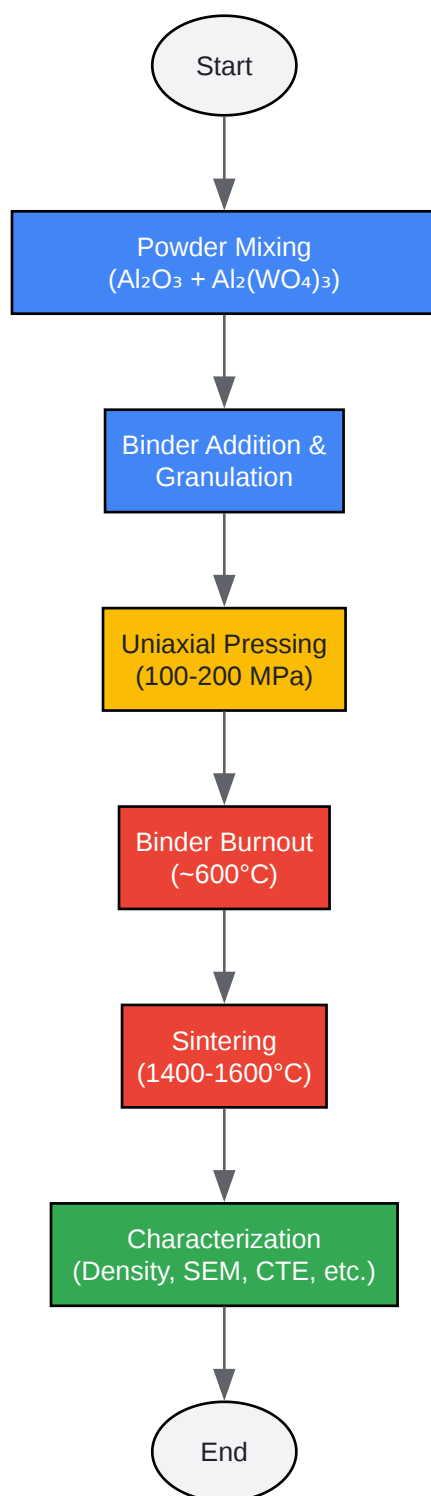 Start
Powder Mixing
(Al₂O₃ + Al₂(WO₄)₃)
Binder Addition &
Granulation
Uniaxial Pressing
(100-200 MPa)
Binder Burnout
(~600°C)
Sintering
(1400-1600°C)
Characterization
(Density, SEM, CTE, etc.)
End